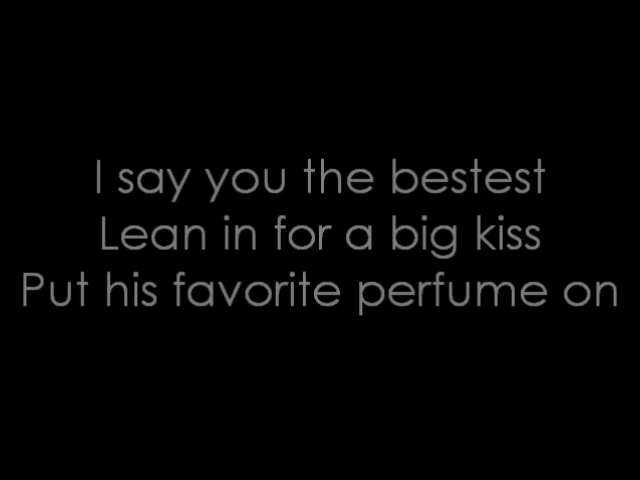 I say you the bestest
Lean in for a big kiss
Put his favorite perfume on